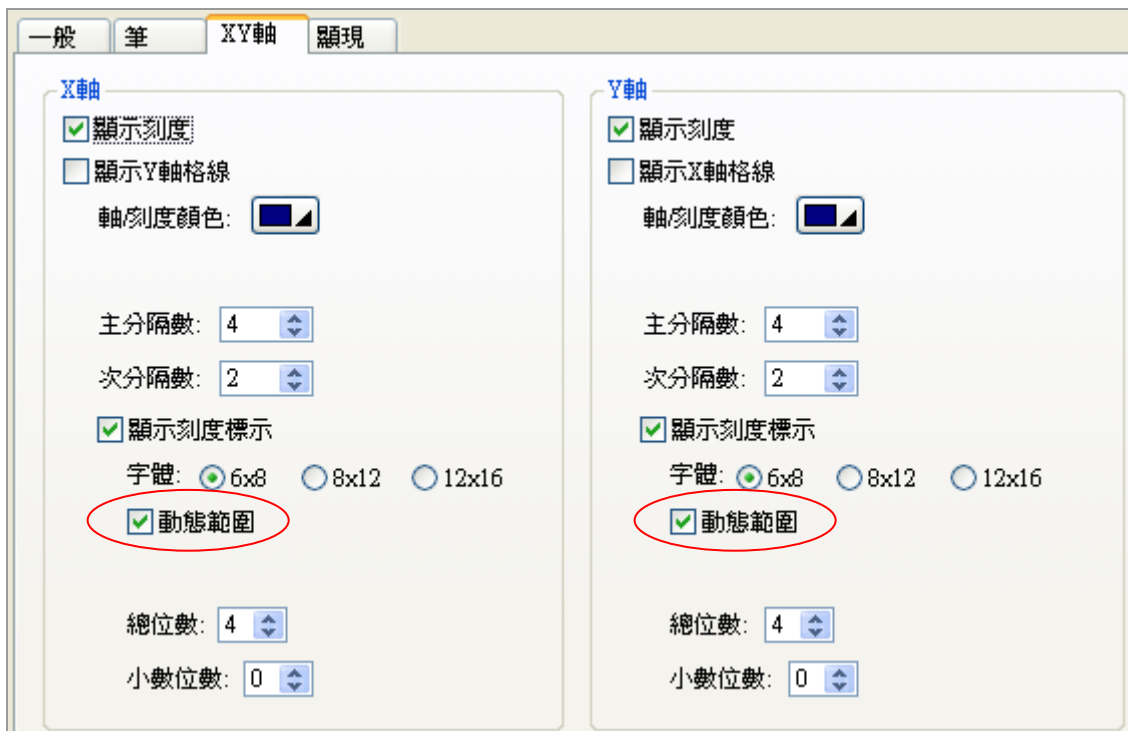 一般 筆 XY軸 顯現
X軸
顯示刻度
顯示Y軸格線
軸/刻度顏色:
主分隔數: 4
次分隔數: 2
顯示刻度標示
字體: 6x8 8x12 12x16
動態範圍
總位數: 4
小數位數: 0
Y軸
顯示刻度
顯示X軸格線
軸/刻度顏色:
主分隔數: 4
次分隔數: 2
顯示刻度標示
字體: 6x8 8x12 12x16
動態範圍
總位數: 4
小數位數: 0